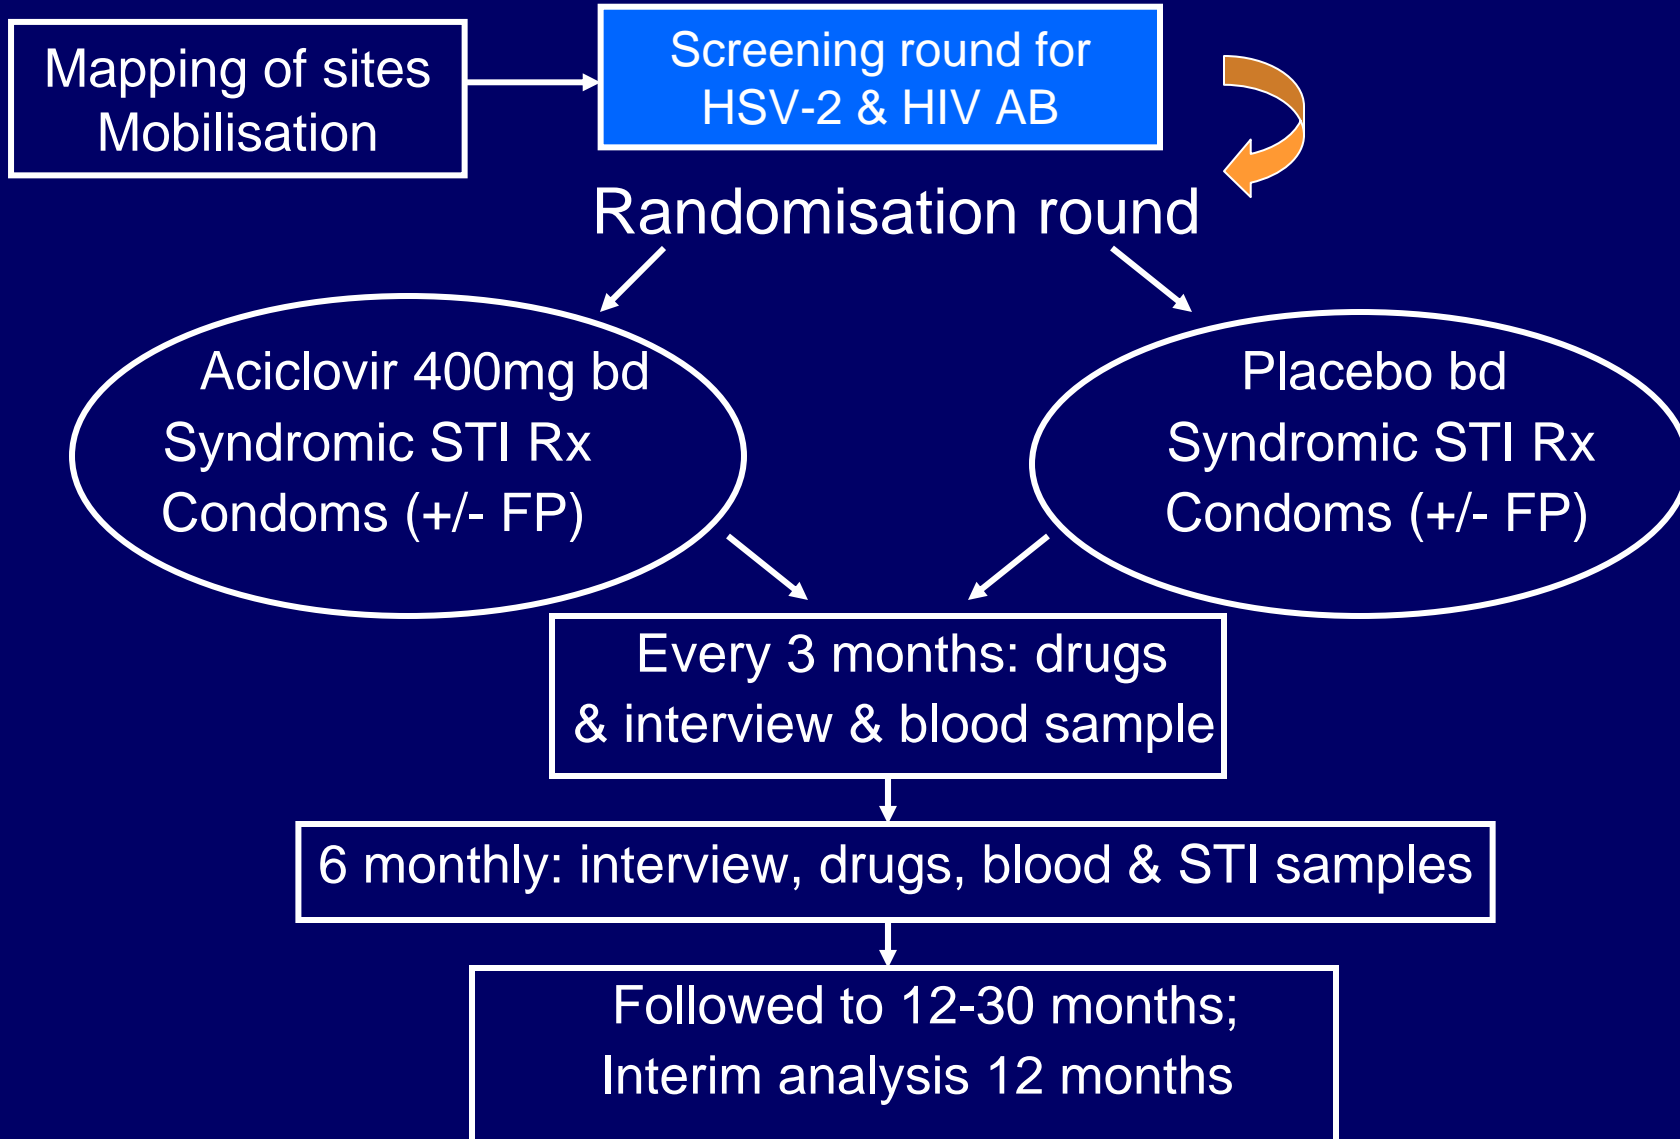 Mapping of sites
Mobilisation
Screening round for
HSV-2 & HIV AB
Randomisation round
Aciclovir 400mg bd
Syndromic STI Rx
Condoms (+/- FP)
Placebo bd
Syndromic STI Rx
Condoms (+/- FP)
Every 3 months: drugs
& interview & blood sample
6 monthly: interview, drugs, blood & STI samples
Followed to 12-30 months;
Interim analysis 12 months